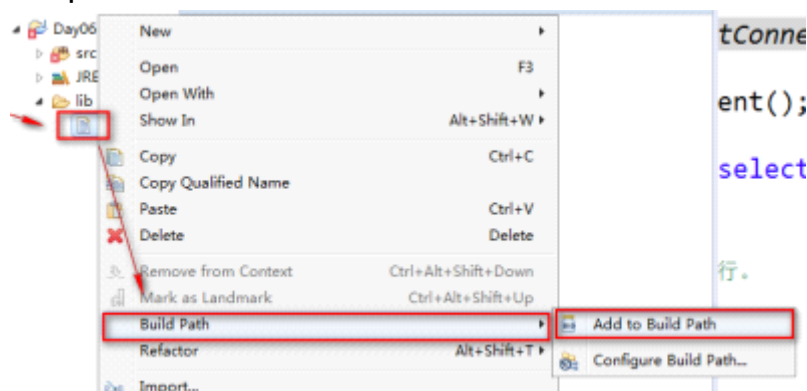 Day06
src
JRE
lib
New
Open F3
Open With
Show In Alt+Shift+W
Copy Ctrl+C
Copy Qualified Name
Paste Ctrl+V
Delete Delete
Remove from Context Ctrl+Alt+Shift+Down
Mark as Landmark Ctrl+Alt+Shift+Up
Build Path
Refactor Alt+Shift+T
Import...
Add to Build Path
Configure Build Path...
tConne
ent();
select
行。